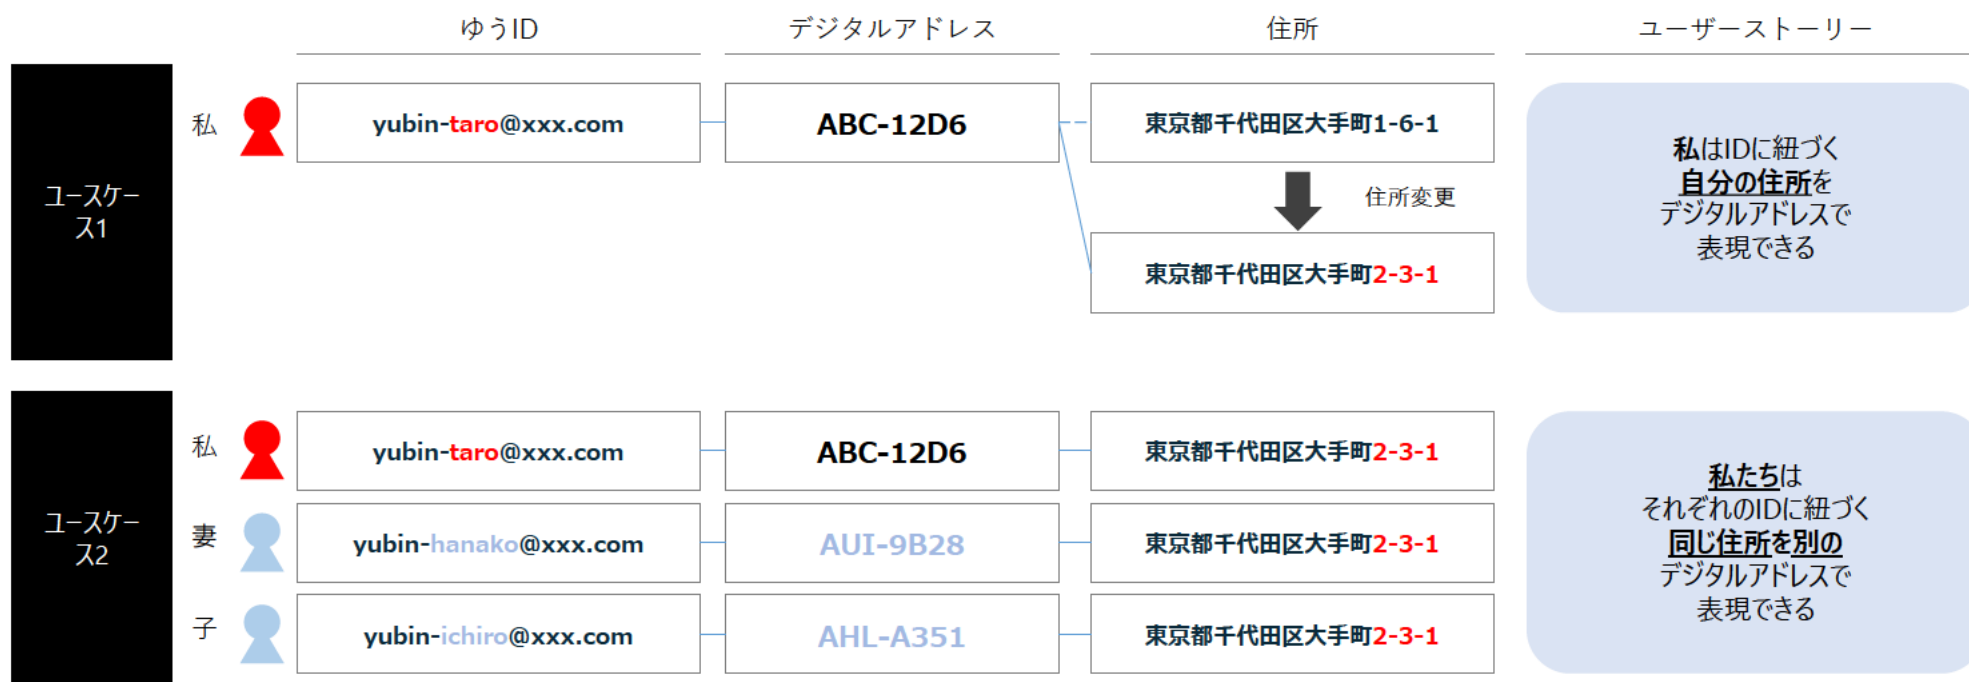 ゆうID
デジタルアドレス
住所
ユーザーストーリー
ユースケー
ス1
私
yubin-taro@xxx.com
ABC-12D6
東京都千代田区大手町1-6-1
住所変更
東京都千代田区大手町2-3-1
私はIDに紐づく
自分の住所を
デジタルアドレスで
表現できる
ユースケー
ス2
私
yubin-taro@xxx.com
ABC-12D6
東京都千代田区大手町2-3-1
妻
yubin-hanako@xxx.com
AUI-9B28
東京都千代田区大手町2-3-1
子
yubin-ichiro@xxx.com
AHL-A351
東京都千代田区大手町2-3-1
私たちは
それぞれのIDに紐づく
同じ住所を別の
デジタルアドレスで
表現できる